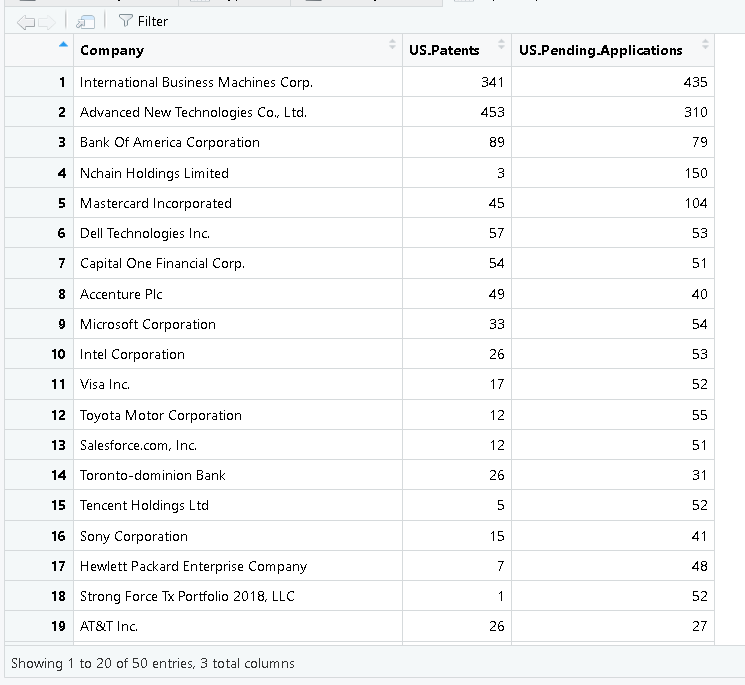 Filter
Company US.Patents US.Pending.Applications
1 International Business Machines Corp. 341 435
2 Advanced New Technologies Co., Ltd. 453 310
3 Bank Of America Corporation 89 79
4 Nchain Holdings Limited 3 150
5 Mastercard Incorporated 45 104
6 Dell Technologies Inc. 57 53
7 Capital One Financial Corp. 54 51
8 Accenture Plc 49 40
9 Microsoft Corporation 33 54
10 Intel Corporation 26 53
11 Visa Inc. 17 52
12 Toyota Motor Corporation 12 55
13 Salesforce.com, Inc. 12 51
14 Toronto-dominion Bank 26 31
15 Tencent Holdings Ltd 5 52
16 Sony Corporation 15 41
17 Hewlett Packard Enterprise Company 7 48
18 Strong Force Tx Portfolio 2018, LLC 1 52
19 AT&T Inc. 26 27
Showing 1 to 20 of 50 entries, 3 total columns